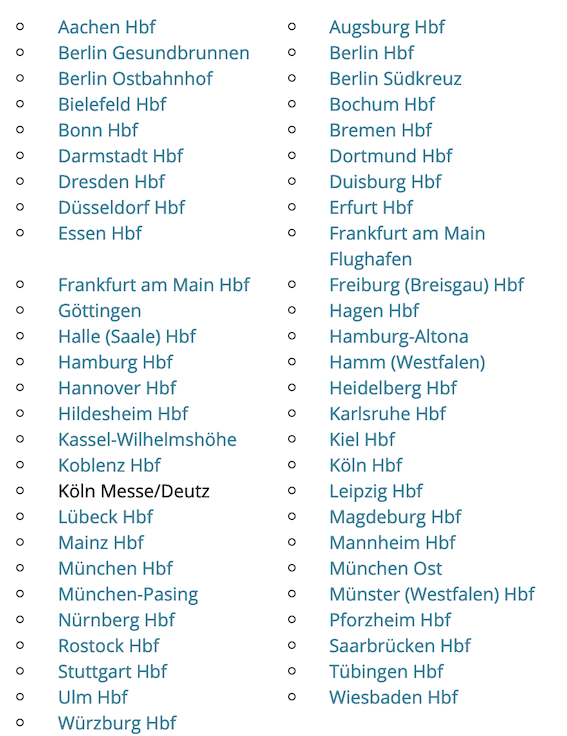 Aachen Hbf
Augsburg Hbf
Berlin Gesundbrunnen
Berlin Hbf
Berlin Ostbahnhof
Berlin Südkreuz
Bielefeld Hbf
Bochum Hbf
Bonn Hbf
Bremen Hbf
Darmstadt Hbf
Dortmund Hbf
Dresden Hbf
Duisburg Hbf
Düsseldorf Hbf
Erfurt Hbf
Essen Hbf
Frankfurt am Main
Flughafen
Frankfurt am Main Hbf
Freiburg (Breisgau) Hbf
Göttingen
Hagen Hbf
Halle (Saale) Hbf
Hamburg-Altona
Hamburg Hbf
Hamm (Westfalen)
Hannover Hbf
Heidelberg Hbf
Hildesheim Hbf
Karlsruhe Hbf
Kassel-Wilhelmshöhe
Kiel Hbf
Koblenz Hbf
Köln Hbf
Köln Messe/Deutz
Leipzig Hbf
Lübeck Hbf
Magdeburg Hbf
Mainz Hbf
Mannheim Hbf
München Hbf
München Ost
München-Pasing
Münster (Westfalen) Hbf
Nürnberg Hbf
Pforzheim Hbf
Rostock Hbf
Saarbrücken Hbf
Stuttgart Hbf
Tübingen Hbf
Ulm Hbf
Wiesbaden Hbf
Würzburg Hbf